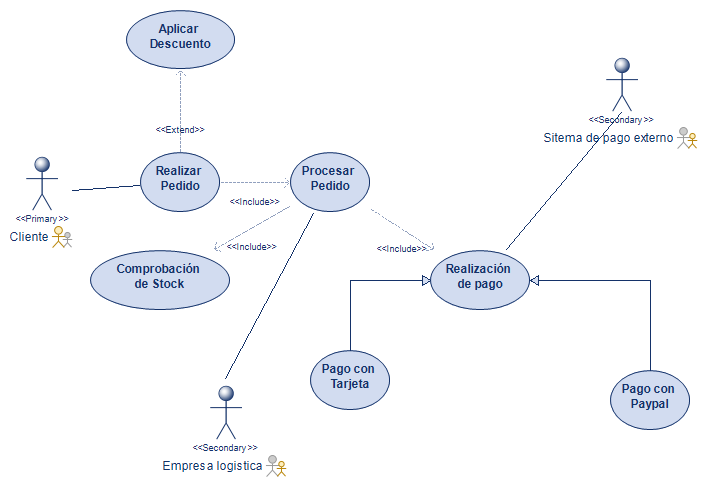 Aplicar
Descuento
<<Extend>>
<<Secondary>>
Sitema de pago externo
Realizar
Pedido
Procesar
Pedido
<<Include>>
<<Primary>>
Cliente
<<Include>>
<<Include>>
Comprobación
de Stock
Realización
de pago
Pago con
Tarjeta
Pago con
Paypal
<<Secondary>>
Empresa logistica